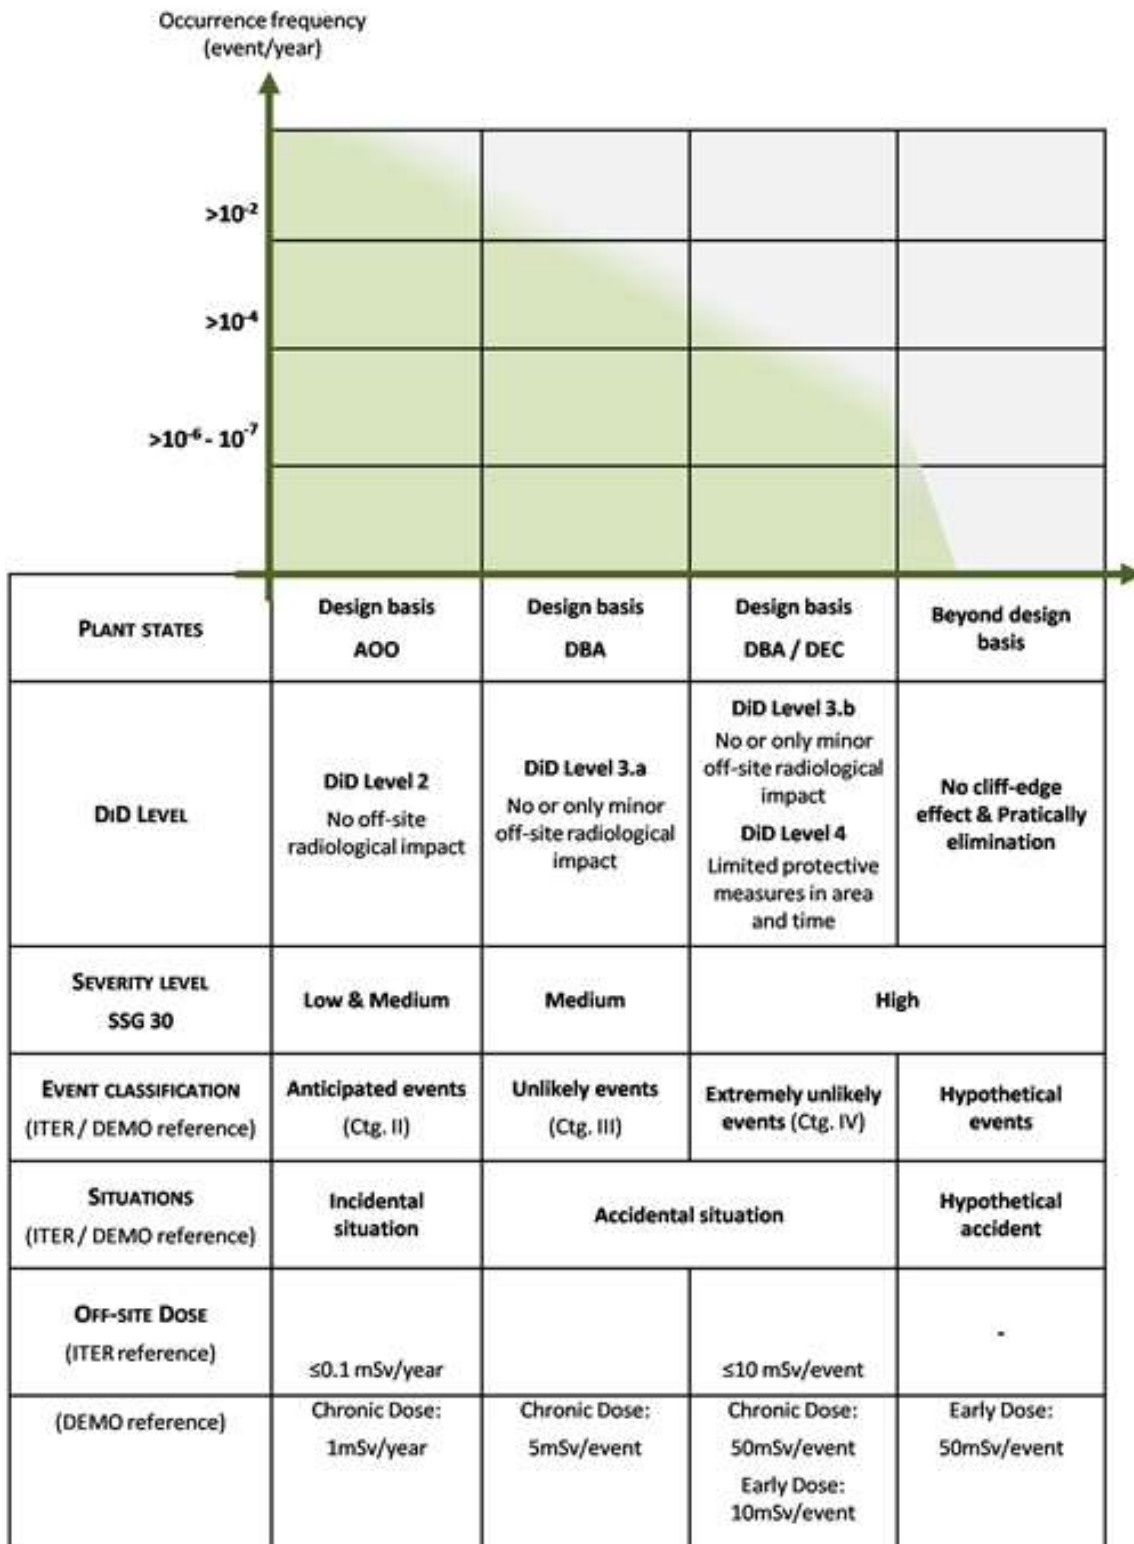 Occurrence frequency
(event/year)
>10⁻²
>10⁻⁴
>10⁻⁶ - 10⁻⁷
PLANT STATES
Design basis
AOO
Design basis
DBA
Design basis
DBA / DEC
Beyond design
basis
DID LEVEL
DiD Level 2
No off-site
radiological impact
DiD Level 3.a
No or only minor
off-site radiological
impact
DiD Level 3.b
No or only minor
off-site radiological
impact
DiD Level 4
Limited protective
measures in area
and time
No cliff-edge
effect & Pratically
elimination
SEVERITY LEVEL
SSG 30
Low & Medium
Medium
High
EVENT CLASSIFICATION
(ITER / DEMO reference)
Anticipated events
(Ctg. II)
Unlikely events
(Ctg. III)
Extremely unlikely
events (Ctg. IV)
Hypothetical
events
SITUATIONS
(ITER / DEMO reference)
Incidental
situation
Accidental situation
Hypothetical
accident
OFF-SITE DOSE
(ITER reference)
≤0.1 mSv/year
≤10 mSv/event
-
(DEMO reference)
Chronic Dose:
1mSv/year
Chronic Dose:
5mSv/event
Chronic Dose:
50mSv/event
Early Dose:
10mSv/event
Early Dose:
50mSv/event